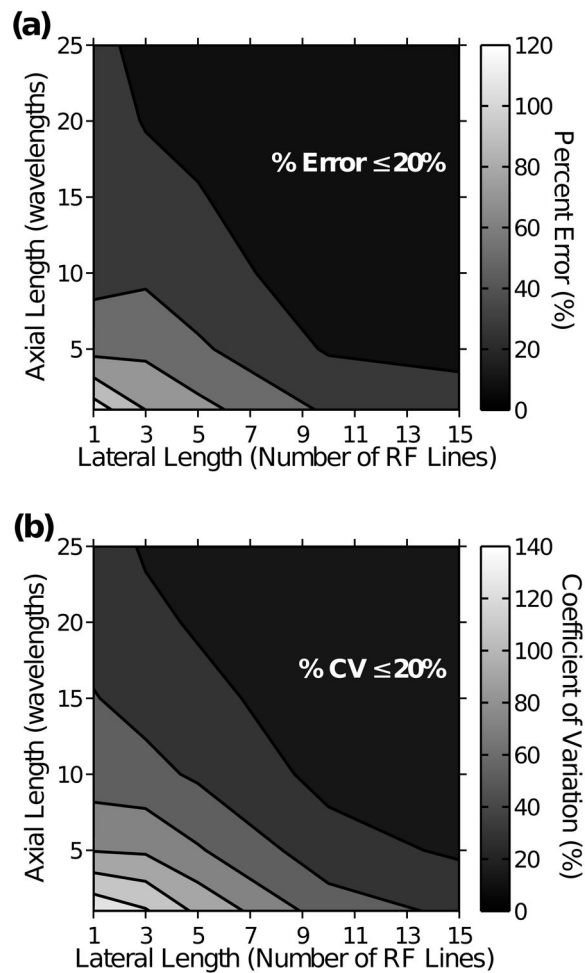 (a)
25
20
15
10
5
Axial Length (wavelengths)
% Error ≤20%
1 3 5 7 9 11 13 15
Lateral Length (Number of RF Lines)
120
100
80
60
40
20
0
Percent Error (%)
(b)
25
20
15
10
5
Axial Length (wavelengths)
% CV ≤20%
1 3 5 7 9 11 13 15
Lateral Length (Number of RF Lines)
140
120
100
80
60
40
20
0
Coefficient of Variation (%)